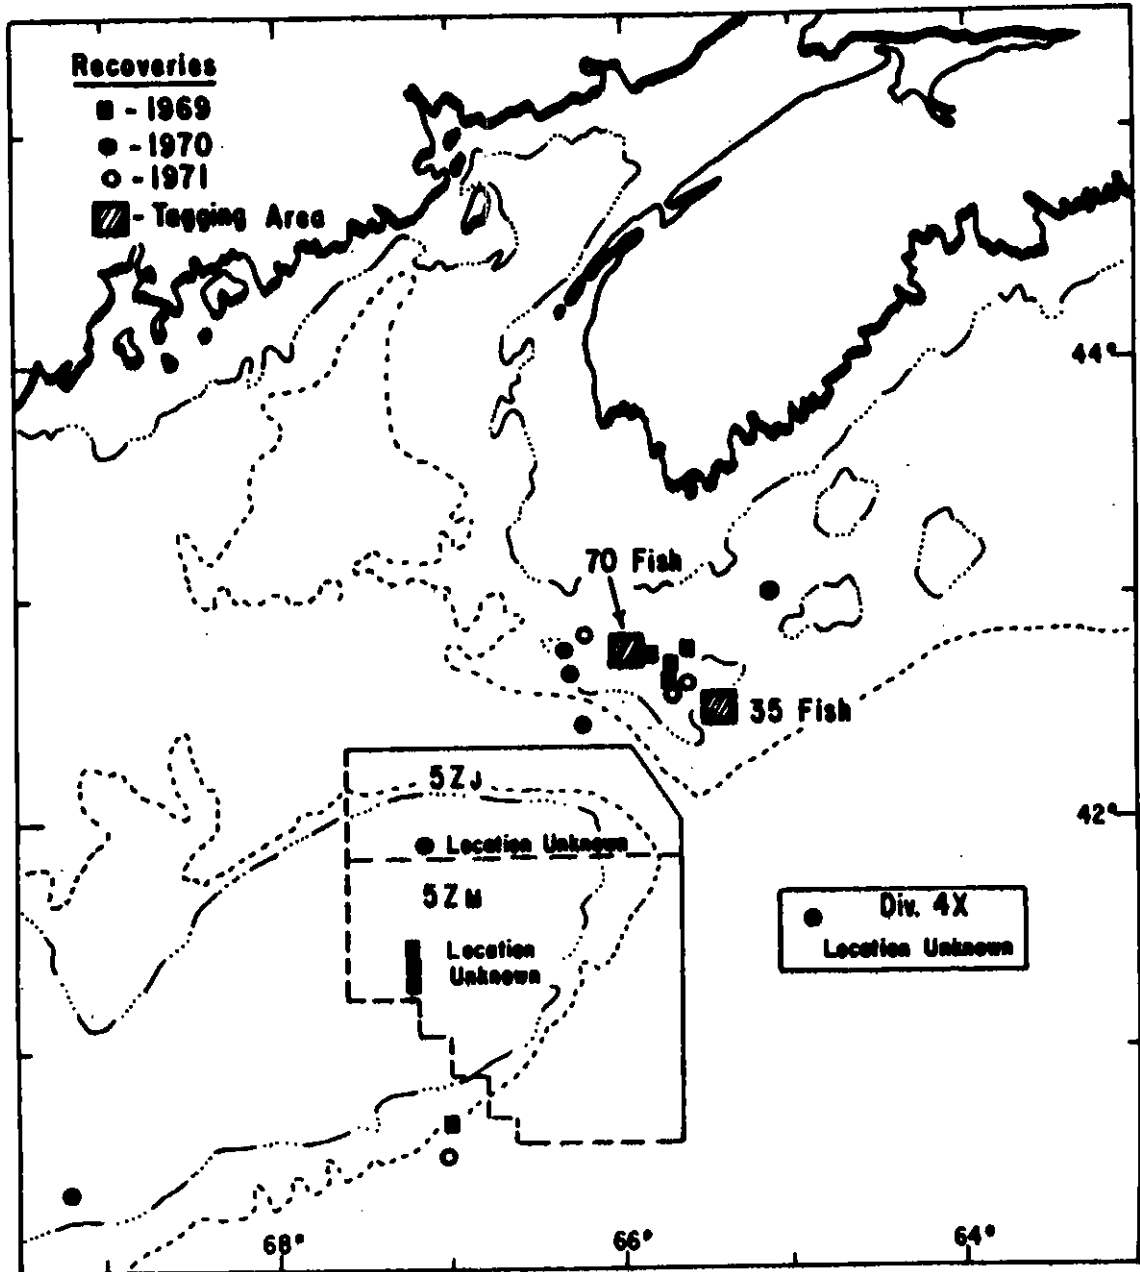 Recoveries
■ - 1969
● - 1970
○ - 1971
- Tagging Area
44°
70 Fish
35 Fish
5ZJ
42°
Location Unknown
5ZM
Div. 4X
Location Unknown
Location
Unknown
68°
66°
64°